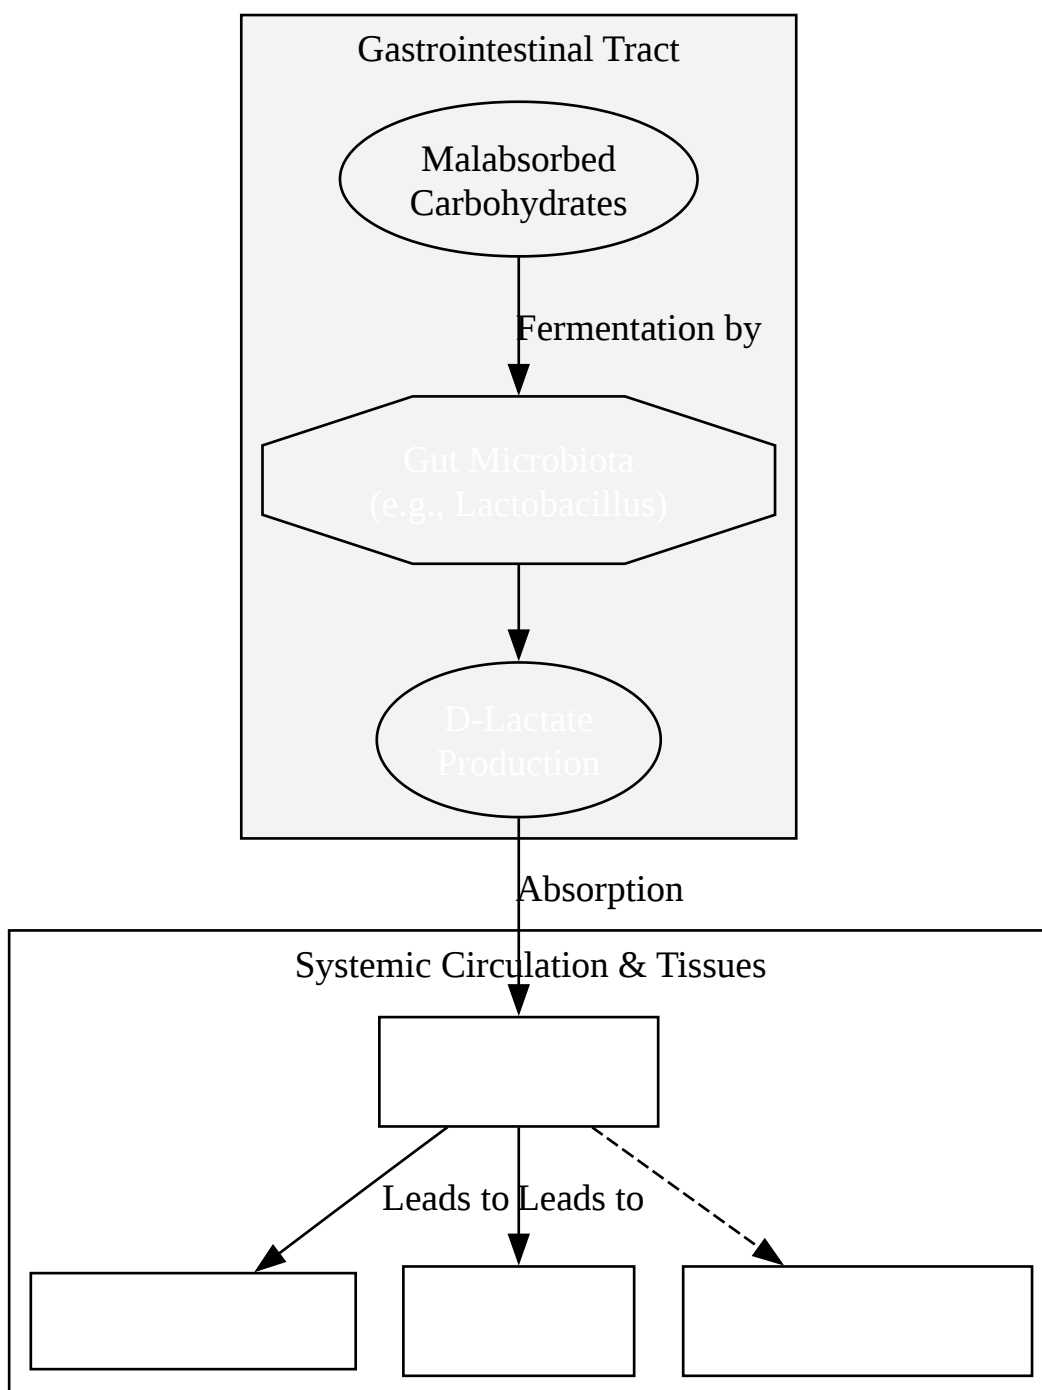 Gastrointestinal Tract
Malabsorbed
Carbohydrates
Fermentation by
Gut Microbiota
(e.g., Lactobacillus)
D-Lactate
Production
Absorption
Systemic Circulation & Tissues
Leads to Leads to